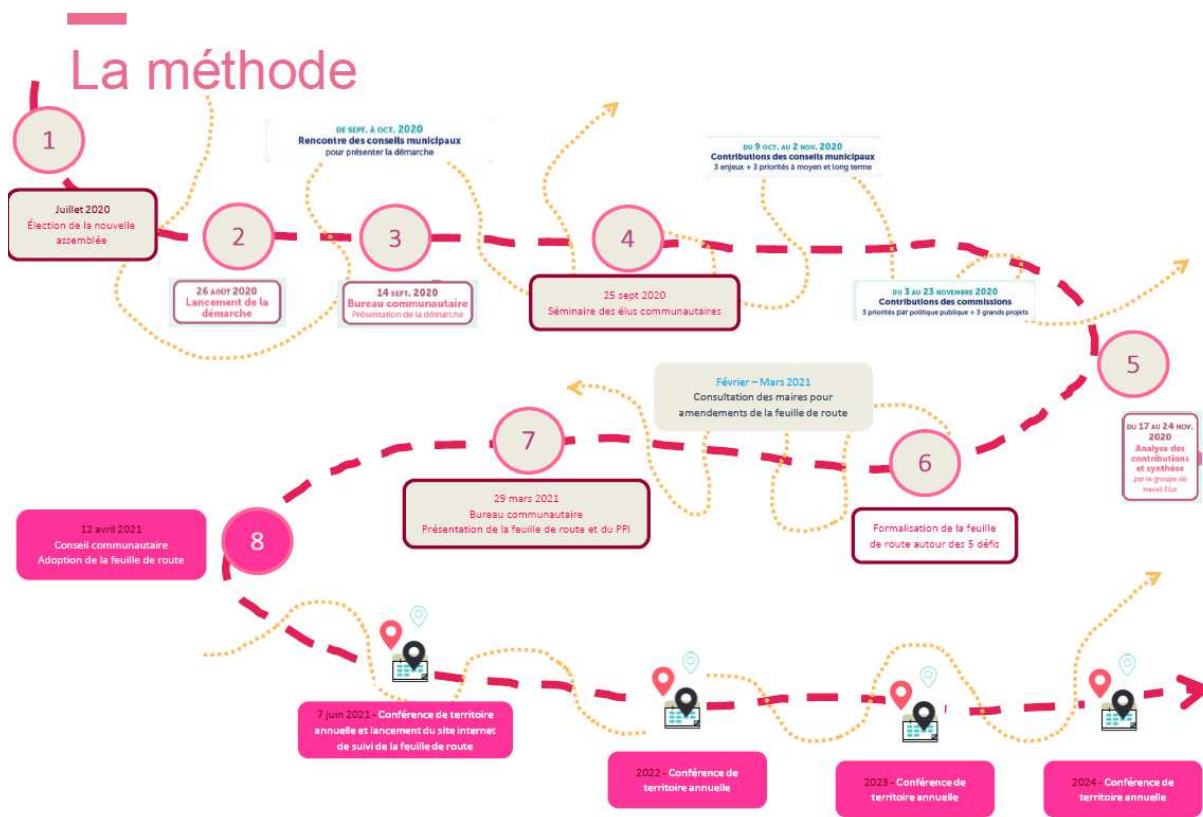 La méthode
1
Juillet 2020
Élection de la nouvelle
assemblée
2
26 AOÛT 2020
Lancement de la
démarche
DE SEPT. À OCT. 2020
Rencontre des conseils municipaux
pour présenter la démarche
3
14 SEPT. 2020
Bureau communautaire
Présentation de la démarche
4
25 sept 2020
Séminaire des élus communautaires
DU 9 OCT. AU 2 NOV. 2020
Contributions des conseils municipaux
3 enjeux + 3 priorités à moyen et long terme
DU 3 AU 23 NOVEMBRE 2020
Contributions des commissions
3 priorités par politique publique + 3 grands projets
5
DU 17 AU 24 NOV.
2020
Analyse des
contributions
et synthèse
par le groupe de
travail Elus
6
Formalisation de la feuille
de route autour des 5 défis
Février – Mars 2021
Consultation des maires pour
amendements de la feuille de route
7
29 mars 2021
Bureau communautaire
Présentation de la feuille de route et du PPI
8
12 avril 2021
Conseil communautaire
Adoption de la feuille de route
7 juin 2021 - Conférence de territoire
annuelle et lancement du site internet
de suivi de la feuille de route
2022 - Conférence de
territoire annuelle
2023 - Conférence de
territoire annuelle
2024 - Conférence de
territoire annuelle